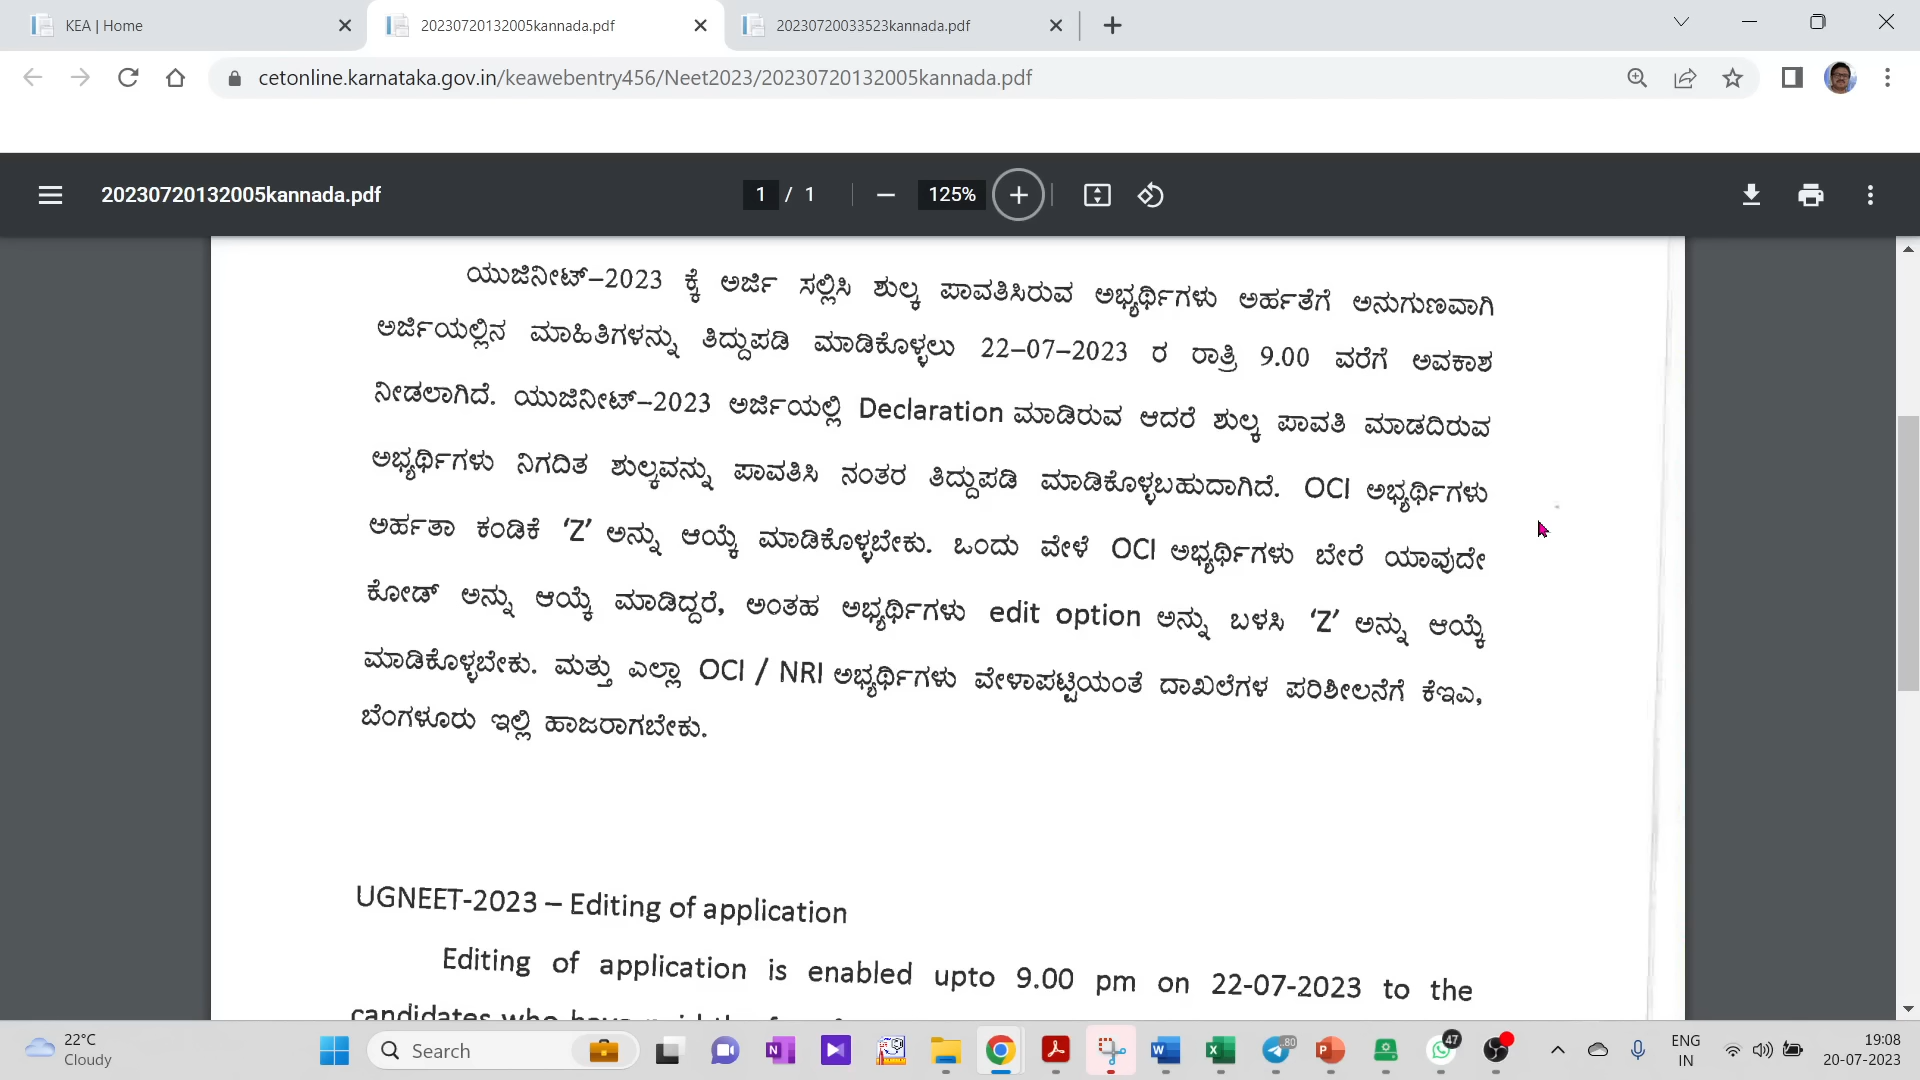 KEA | Home
20230720132005kannada.pdf
20230720033523kannada.pdf
cetonline.karnataka.gov.in/keawebentry456/Neet2023/20230720132005kannada.pdf
20230720132005kannada.pdf
1 / 1
125%
ಯುಜಿನೀಟ್–2023 ಕ್ಕೆ ಅರ್ಜಿ ಸಲ್ಲಿಸಿ ಶುಲ್ಕ ಪಾವತಿಸಿರುವ ಅಭ್ಯರ್ಥಿಗಳು ಅರ್ಹತೆಗೆ ಅನುಗುಣವಾಗಿ
ಅರ್ಜಿಯಲ್ಲಿನ ಮಾಹಿತಿಗಳನ್ನು ತಿದ್ದುಪಡಿ ಮಾಡಿಕೊಳ್ಳಲು 22–07–2023 ರ ರಾತ್ರಿ 9.00 ವರೆಗೆ ಅವಕಾಶ
ನೀಡಲಾಗಿದೆ. ಯುಜಿನೀಟ್–2023 ಅರ್ಜಿಯಲ್ಲಿ Declaration ಮಾಡಿರುವ ಆದರೆ ಶುಲ್ಕ ಪಾವತಿ ಮಾಡದಿರುವ
ಅಭ್ಯರ್ಥಿಗಳು ನಿಗದಿತ ಶುಲ್ಕವನ್ನು ಪಾವತಿಸಿ ನಂತರ ತಿದ್ದುಪಡಿ ಮಾಡಿಕೊಳ್ಳಬಹುದಾಗಿದೆ. OCI ಅಭ್ಯರ್ಥಿಗಳು
ಅರ್ಹತಾ ಕಂಡಿಕೆ ‘Z’ ಅನ್ನು ಆಯ್ಕೆ ಮಾಡಿಕೊಳ್ಳಬೇಕು. ಒಂದು ವೇಳೆ OCI ಅಭ್ಯರ್ಥಿಗಳು ಬೇರೆ ಯಾವುದೇ
ಕೋಡ್ ಅನ್ನು ಆಯ್ಕೆ ಮಾಡಿದ್ದರೆ, ಅಂತಹ ಅಭ್ಯರ್ಥಿಗಳು edit option ಅನ್ನು ಬಳಸಿ ‘Z’ ಅನ್ನು ಆಯ್ಕೆ
ಮಾಡಿಕೊಳ್ಳಬೇಕು. ಮತ್ತು ಎಲ್ಲಾ OCI / NRI ಅಭ್ಯರ್ಥಿಗಳು ವೇಳಾಪಟ್ಟಿಯಂತೆ ದಾಖಲೆಗಳ ಪರಿಶೀಲನೆಗೆ ಕೆಇಎ,
ಬೆಂಗಳೂರು ಇಲ್ಲಿ ಹಾಜರಾಗಬೇಕು.
UGNEET-2023 – Editing of application
Editing of application is enabled upto 9.00 pm on 22-07-2023 to the
candidates who have
22°C
Cloudy
Search
80
47
ENG
IN
19:08
20-07-2023